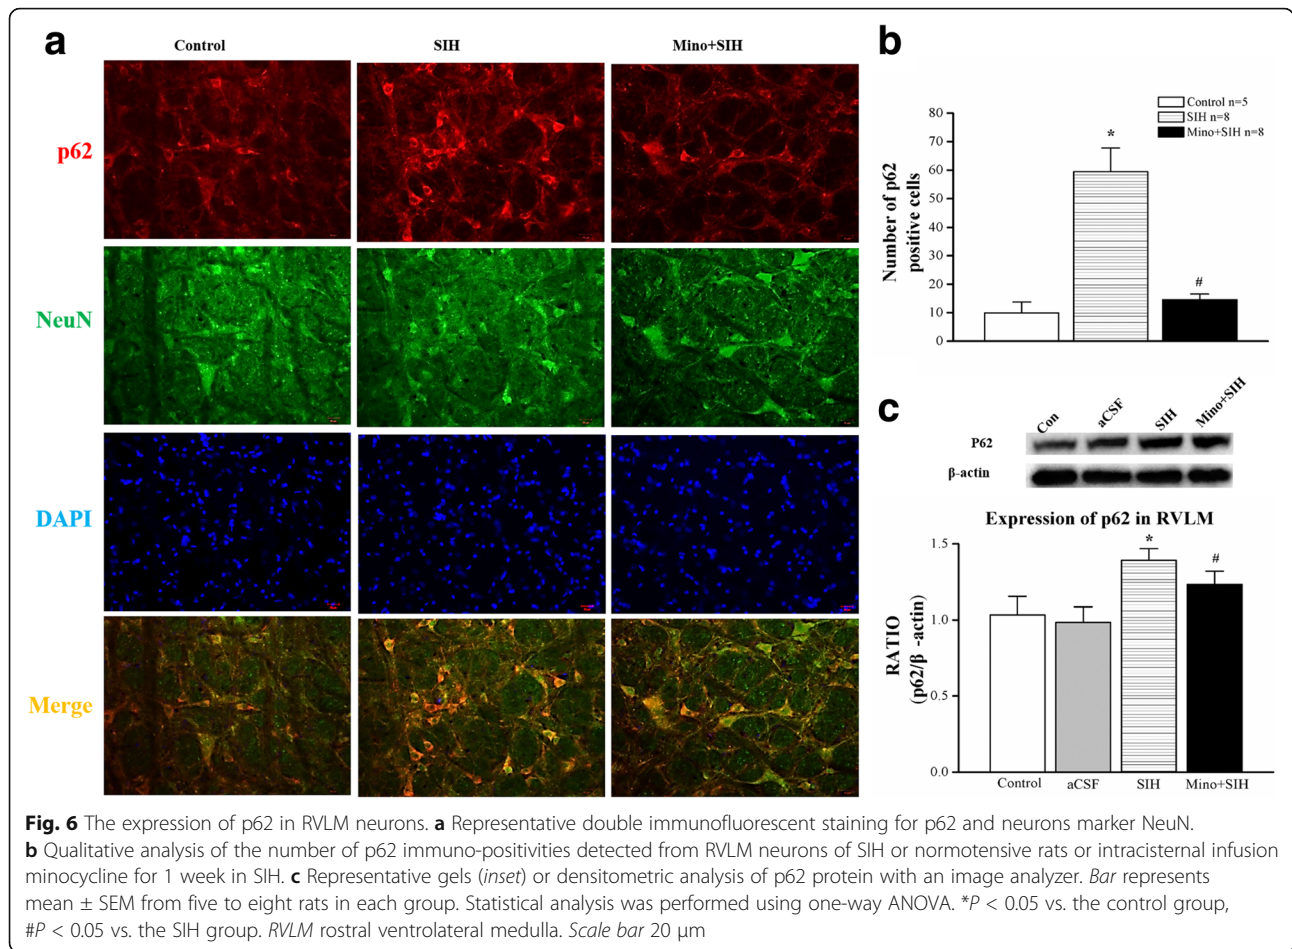 a
Control SIH Mino+SIH
p62
NeuN
DAPI
Merge
b
Control n=5
SIH n=8
Mino+SIH n=8
Number of p62
positive cells
80
70
60
50
40
30
20
10
0
*
#
c
Con aCSF SIH Mino+SIH
P62
β-actin
Expression of p62 in RVLM
RATIO
(p62/β -actin)
1.5
1.0
0.5
0.0
*
#
Control aCSF SIH Mino+SIH
Fig. 6 The expression of p62 in RVLM neurons. a Representative double immunofluorescent staining for p62 and neurons marker NeuN.
b Qualitative analysis of the number of p62 immuno-positivities detected from RVLM neurons of SIH or normotensive rats or intracisternal infusion
minocycline for 1 week in SIH. c Representative gels (inset) or densitometric analysis of p62 protein with an image analyzer. Bar represents
mean ± SEM from five to eight rats in each group. Statistical analysis was performed using one-way ANOVA. *P < 0.05 vs. the control group,
#P < 0.05 vs. the SIH group. RVLM rostral ventrolateral medulla. Scale bar 20 μm